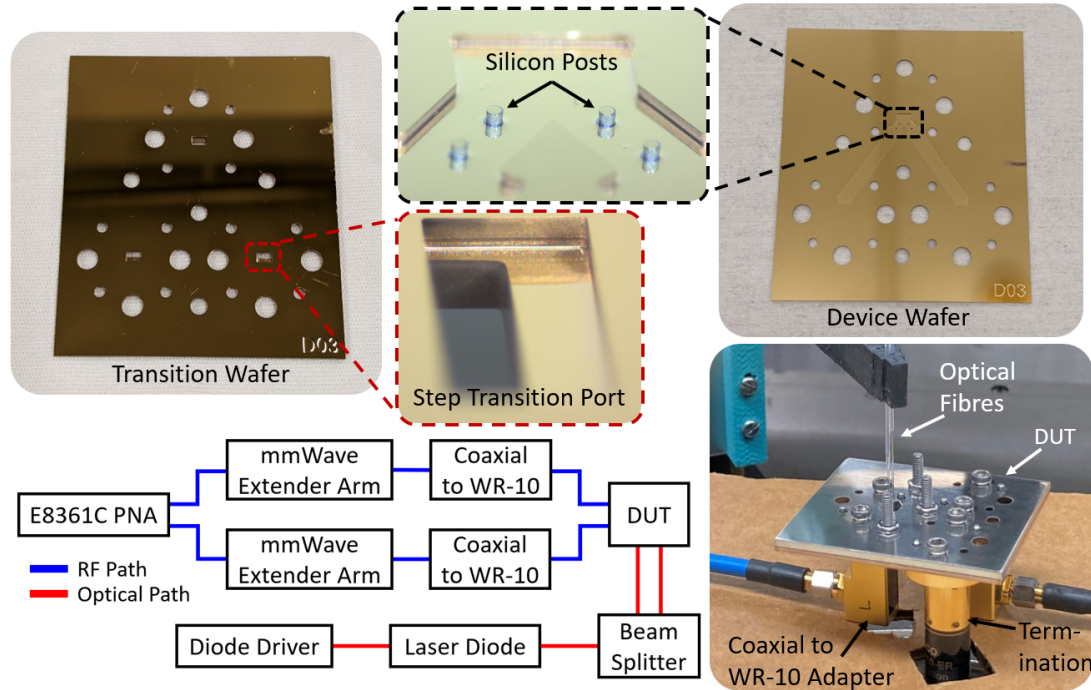 Silicon Posts
D03
Transition Wafer
Step Transition Port
D03
Device Wafer
Optical
Fibres
DUT
mmWave
Extender Arm
Coaxial
to WR-10
E8361C PNA
DUT
mmWave
Extender Arm
Coaxial
to WR-10
RF Path
Optical Path
Diode Driver
Laser Diode
Beam
Splitter
L
Coaxial to
WR-10 Adapter
Term-
ination